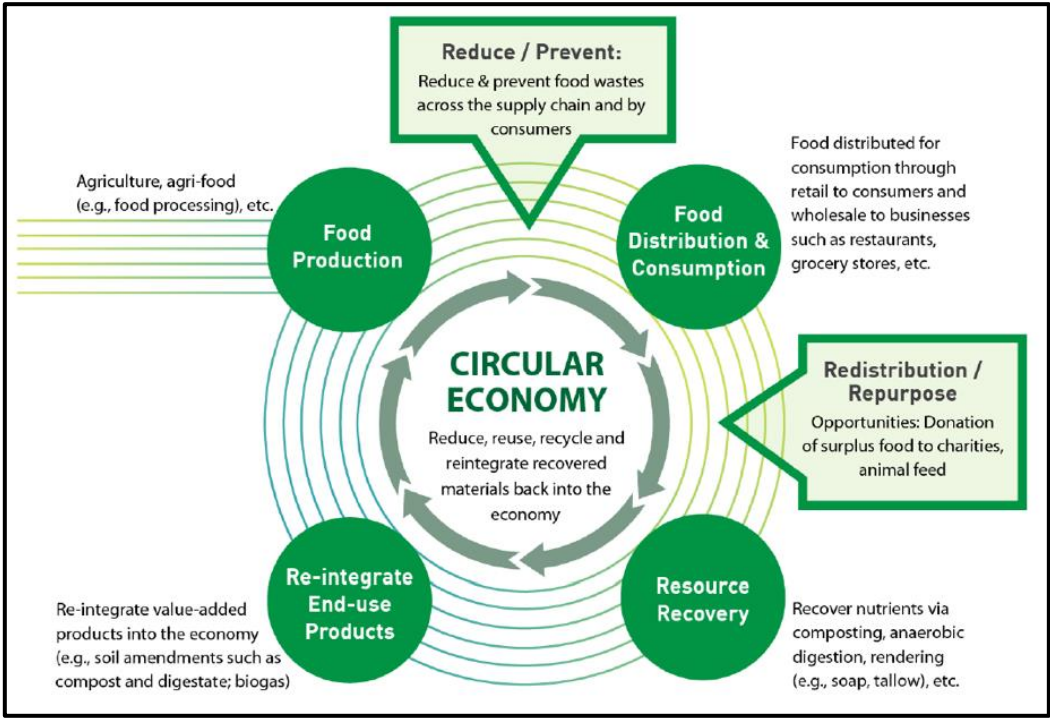 Reduce / Prevent:
Reduce & prevent food wastes
across the supply chain and by
consumers
Agriculture, agri-food
(e.g., food processing), etc.
Food
Production
Food
Distribution &
Consumption
Food distributed for
consumption through
retail to consumers and
wholesale to businesses
such as restaurants,
grocery stores, etc.
CIRCULAR
ECONOMY
Reduce, reuse, recycle and
reintegrate recovered
materials back into the
economy
Redistribution /
Repurpose
Opportunities: Donation
of surplus food to charities,
animal feed
Re-integrate
End-use
Products
Re-integrate value-added
products into the economy
(e.g., soil amendments such as
compost and digestate; biogas)
Resource
Recovery
Recover nutrients via
composting, anaerobic
digestion, rendering
(e.g., soap, tallow), etc.